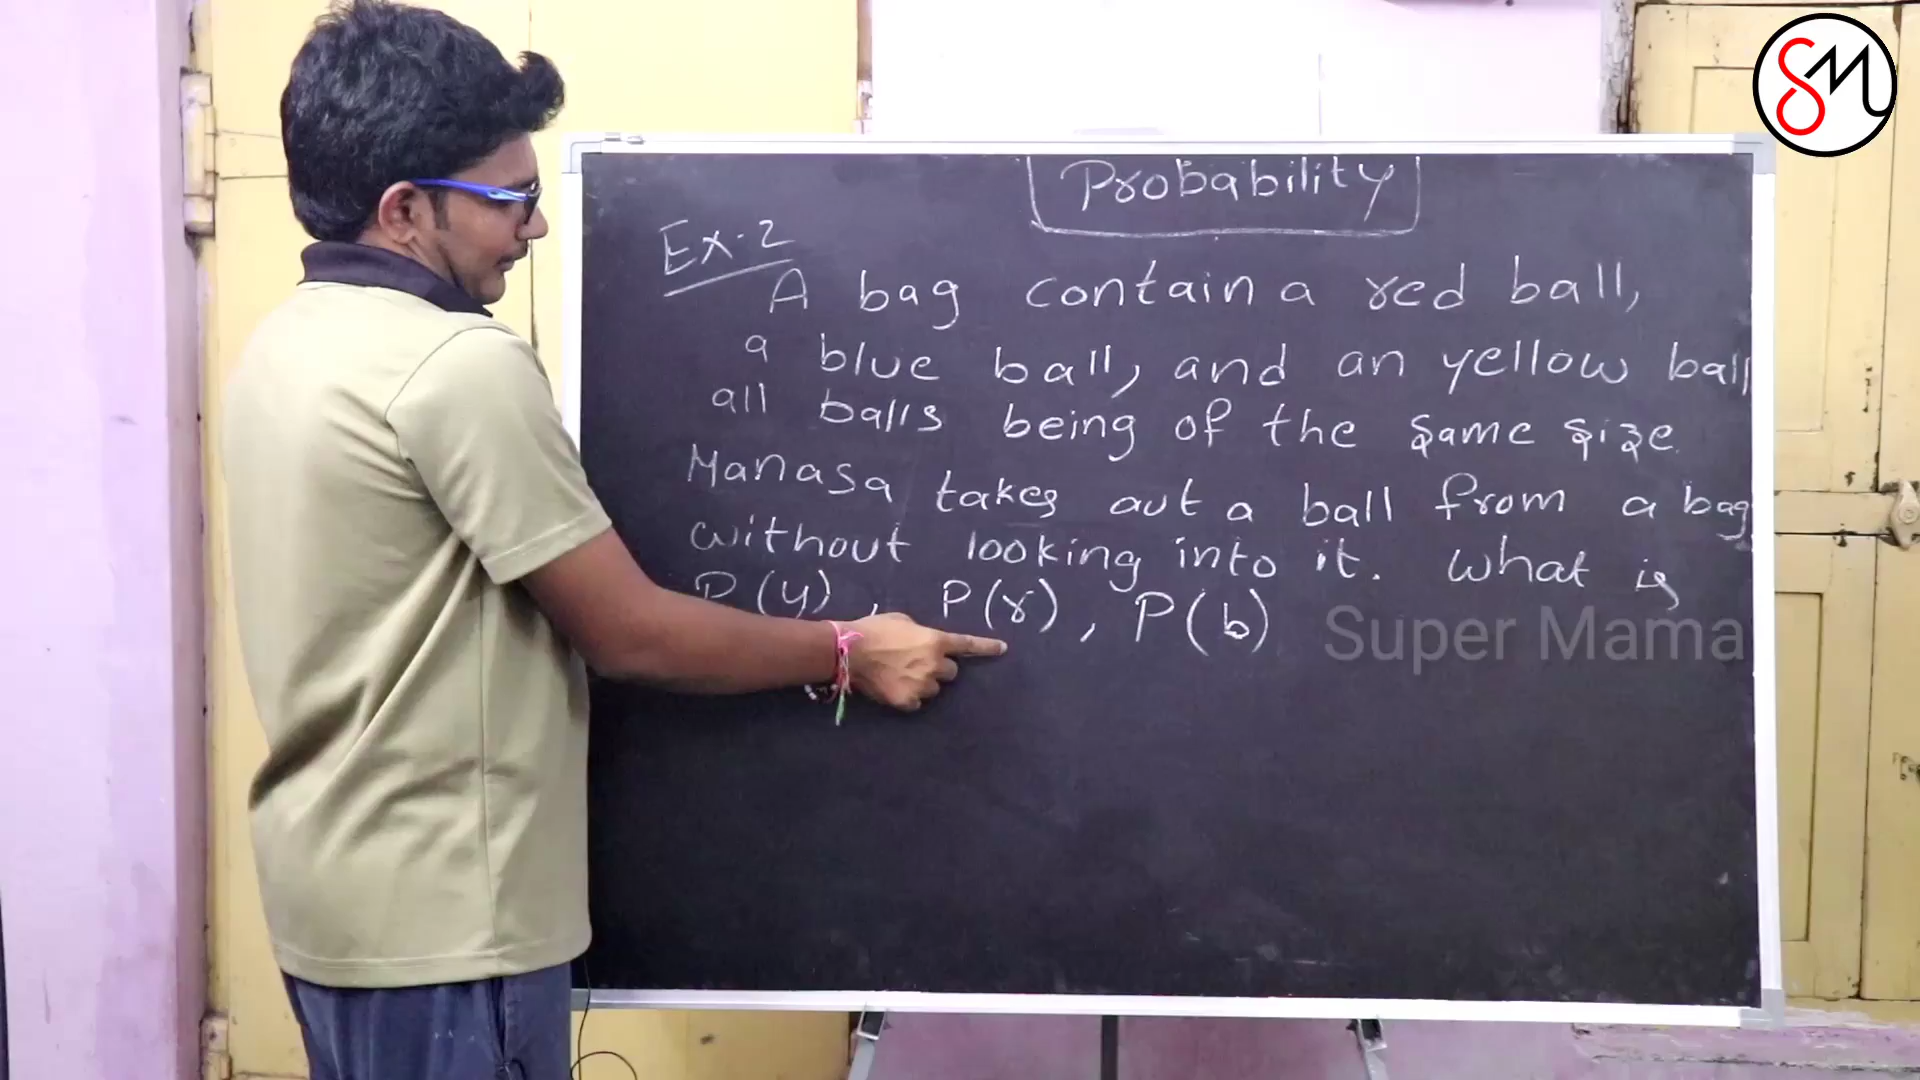 SM
Probability
Ex.2
A bag contain a red ball,
a blue ball, and an yellow ball
all balls being of the same size.
Manasa takes out a ball from a bag
without looking into it. What is
P(y), P(r), P(b)
Super Mama